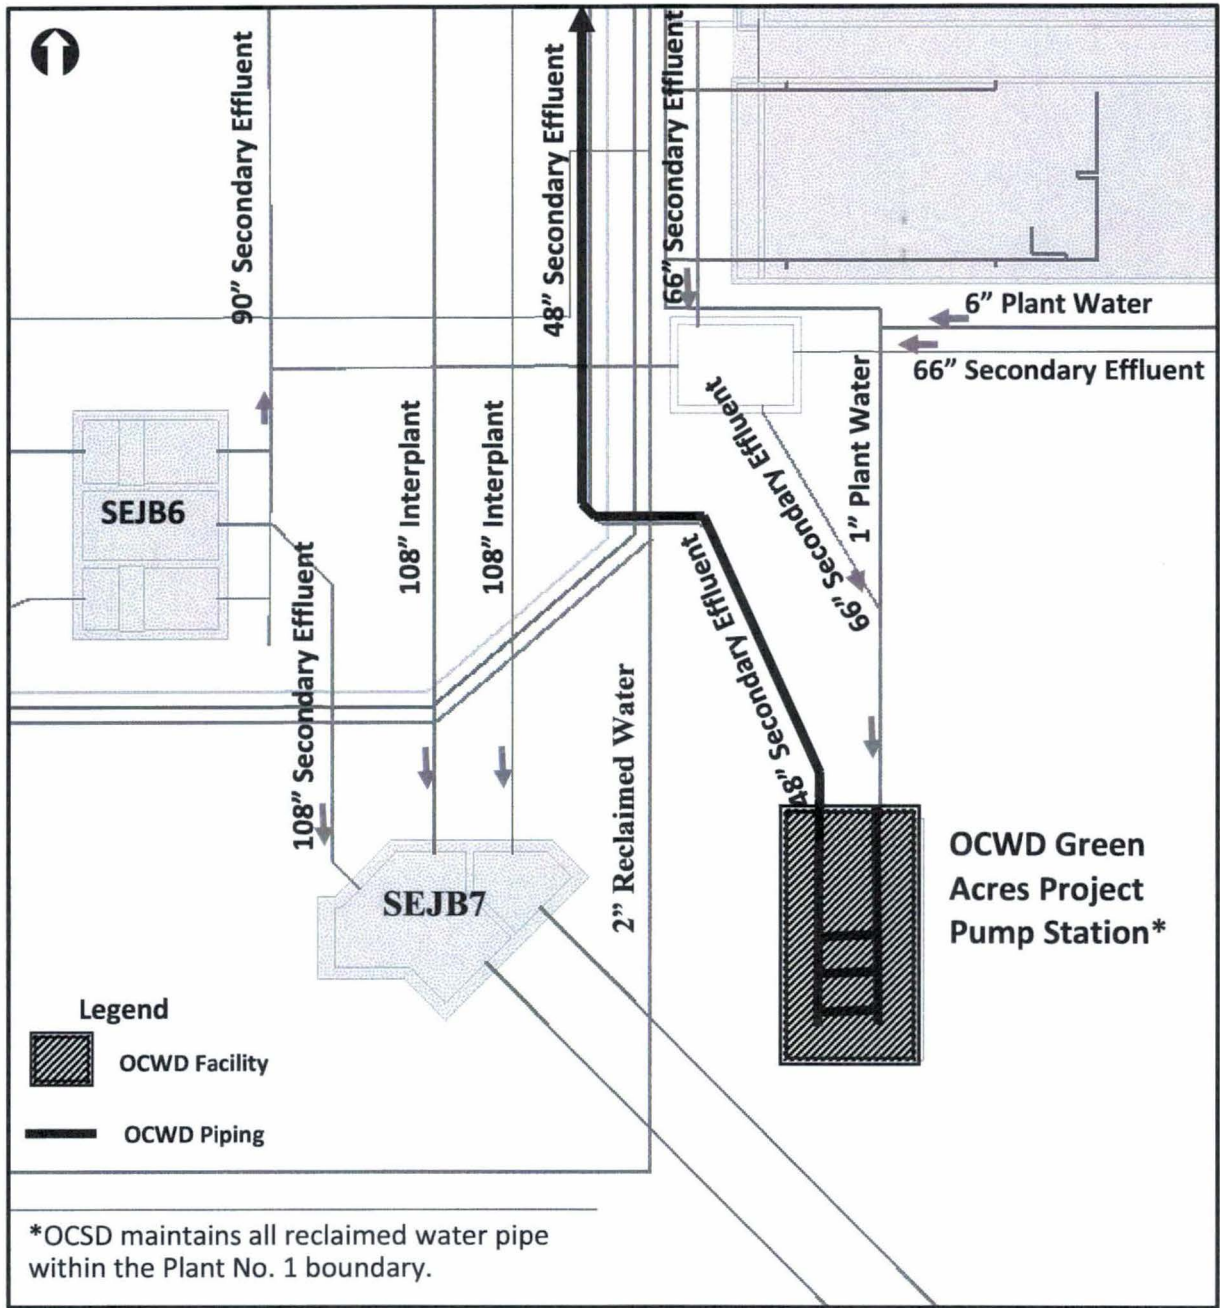 90” Secondary Effluent
48” Secondary Effluent
66” Secondary Effluent
6” Plant Water
66” Secondary Effluent
66” Secondary Effluent
1” Plant Water
108” Interplant
108” Interplant
SEJB6
108” Secondary Effluent
48” Secondary Effluent
2” Reclaimed Water
SEJB7
OCWD Green
Acres Project
Pump Station*
Legend
OCWD Facility
OCWD Piping
*OCSD maintains all reclaimed water pipe
within the Plant No. 1 boundary.